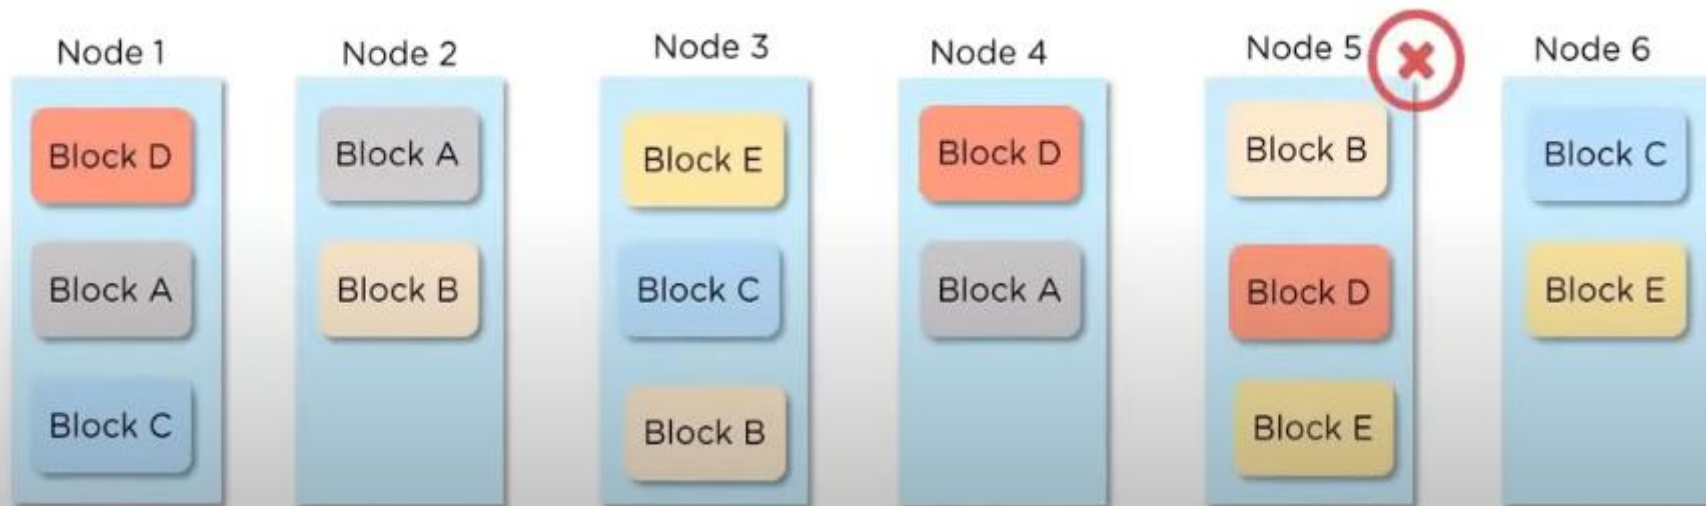 Node 1
Block D
Block A
Block C
Node 2
Block A
Block B
Node 3
Block E
Block C
Block B
Node 4
Block D
Block A
Node 5
Block B
Block D
Block E
Node 6
Block C
Block E